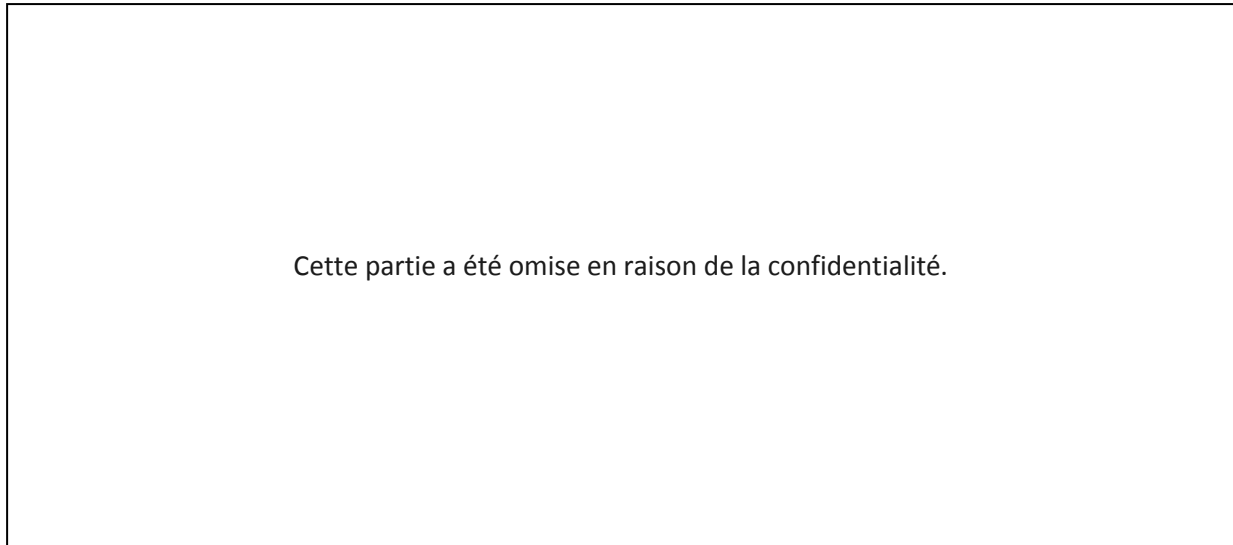 Cette partie a été omise en raison de la confidentialité.